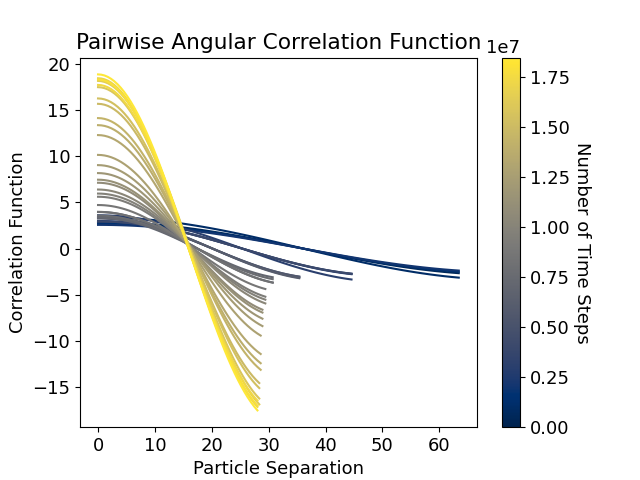 Pairwise Angular Correlation Function
1e7
20
15
10
5
0
−5
−10
−15
Correlation Function
0 10 20 30 40 50 60
Particle Separation
1.75
1.50
1.25
1.00
0.75
0.50
0.25
0.00
Number of Time Steps